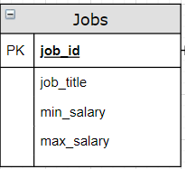 Jobs
PK job_id
job_title
min_salary
max_salary